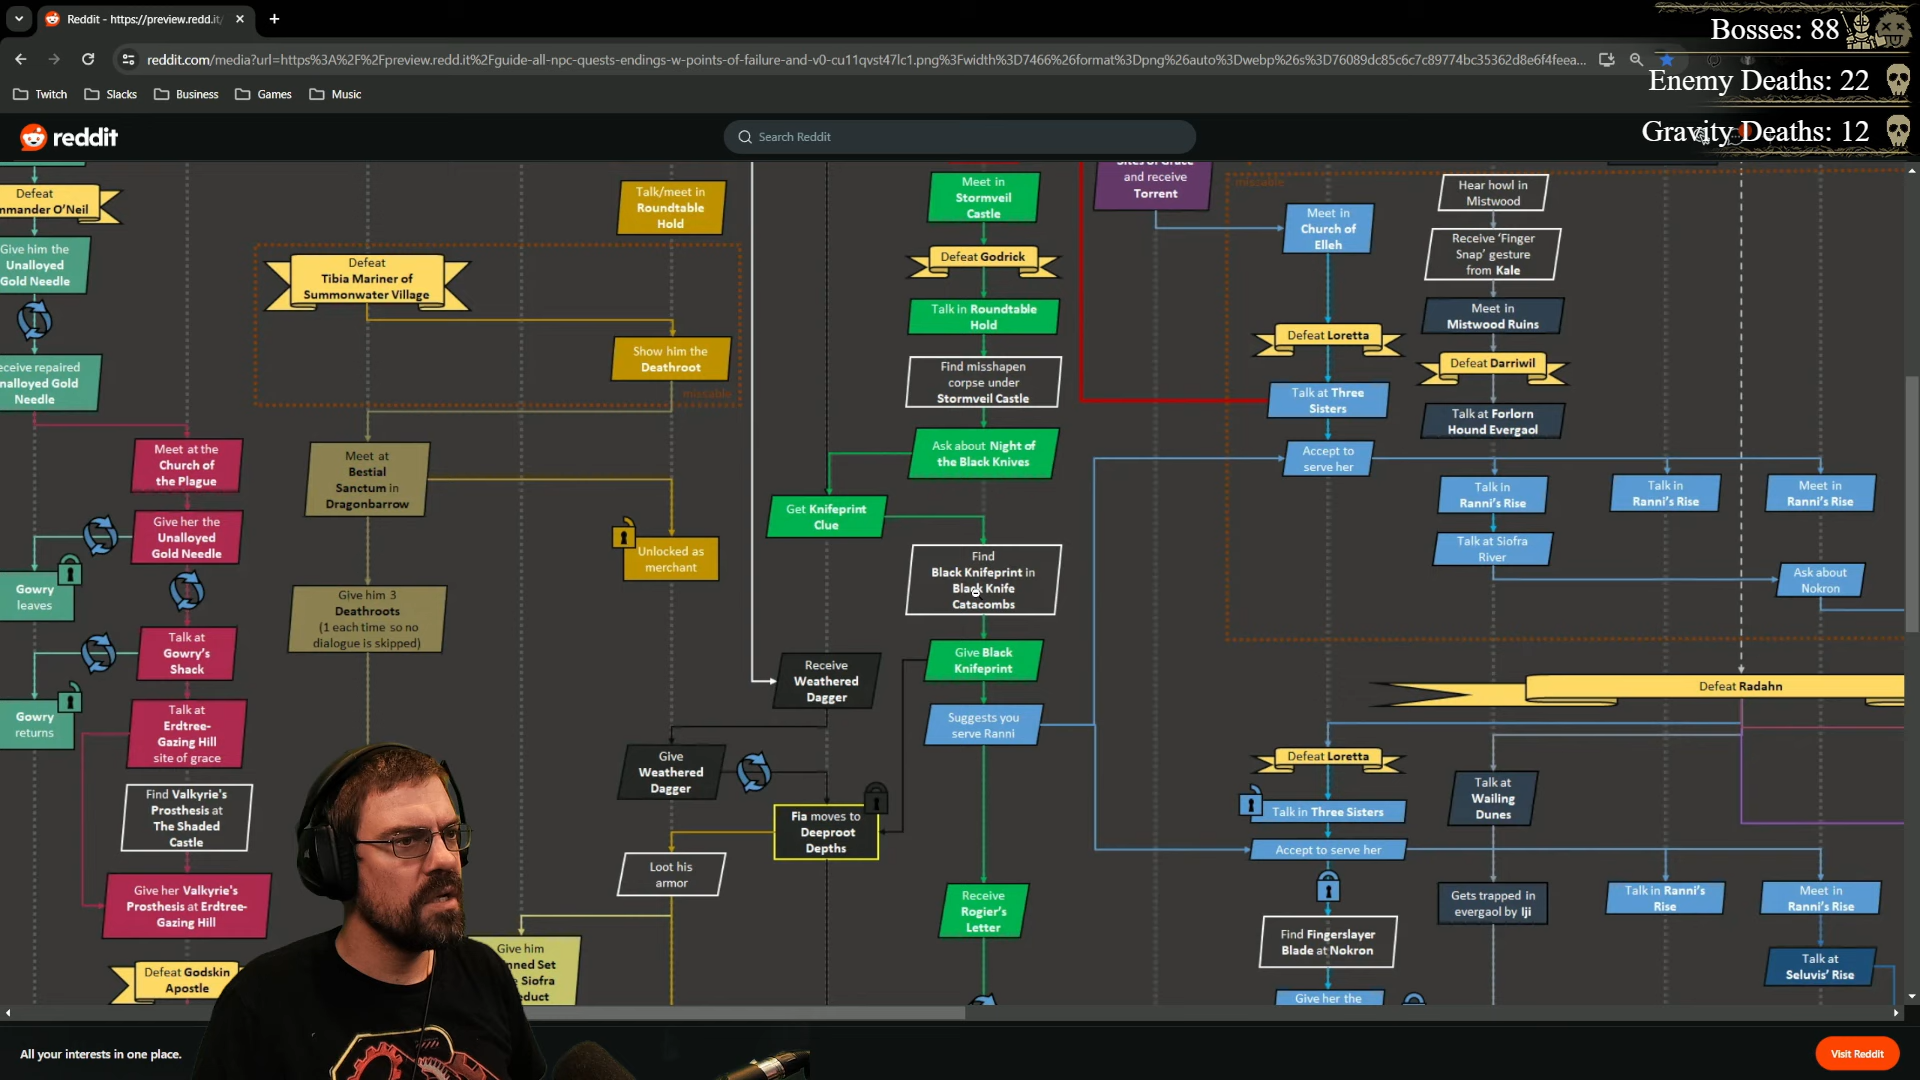 Reddit - https://preview.redd.it/
Bosses: 88
reddit.com/media?url=https%3A%2F%2Fpreview.redd.it%2Fguide-all-npc-quests-endings-w-points-of-failure-and-v0-cu11qvst47lc1.png%3Fwidth%3D7466%26format%3Dpng%26auto%3Dwebp%26s%3D76089dc85c6c7c89774bc35362d8e6f4feea...
Enemy Deaths: 22
Twitch
Slacks
Business
Games
Music
reddit
Search Reddit
Gravity Deaths: 12
Defeat
mmander O'Neil
Give him the
Unalloyed
Gold Needle
eceive repaired
nalloyed Gold
Needle
Meet at the
Church of
the Plague
Give her the
Unalloyed
Gold Needle
Gowry
leaves
Talk at
Gowry's
Shack
Gowry
returns
Talk at
Erdtree-
Gazing Hill
site of grace
Find Valkyrie's
Prosthesis at
The Shaded
Castle
Give her Valkyrie's
Prosthesis at Erdtree-
Gazing Hill
Defeat Godskin
Apostle
Talk/meet in
Roundtable
Hold
Defeat
Tibia Mariner of
Summonwater Village
Show him the
Deathroot
missable
Meet at
Bestial
Sanctum in
Dragonbarrow
Unlocked as
merchant
Give him 3
Deathroots
(1 each time so no
dialogue is skipped)
Receive
Weathered
Dagger
Give
Weathered
Dagger
Fia moves to
Deeproot
Depths
Loot his
armor
Give him
nned Set
e Siofra
educt
Meet in
Stormveil
Castle
Defeat Godrick
Talk in Roundtable
Hold
Find misshapen
corpse under
Stormveil Castle
Ask about Night of
the Black Knives
Get Knifeprint
Clue
Find
Black Knifeprint in
Black Knife
Catacombs
Give Black
Knifeprint
Suggests you
serve Ranni
Receive
Rogier's
Letter
Sites of Grace
and receive
Torrent
missable
Meet in
Church of
Elleh
Defeat Loretta
Talk at Three
Sisters
Accept to
serve her
Hear howl in
Mistwood
Receive 'Finger
Snap' gesture
from Kale
Meet in
Mistwood Ruins
Defeat Darriwil
Talk at Forlorn
Hound Evergaol
Talk in
Ranni's Rise
Talk at Siofra
River
Talk in
Ranni's Rise
Meet in
Ranni's Rise
Ask about
Nokron
Defeat Radahn
Defeat Loretta
Talk in Three Sisters
Accept to serve her
Find Fingerslayer
Blade at Nokron
Give her the
Talk at
Wailing
Dunes
Gets trapped in
evergaol by Iji
Talk in Ranni's
Rise
Meet in
Ranni's Rise
Talk at
Seluvis' Rise
All your interests in one place.
Visit Reddit